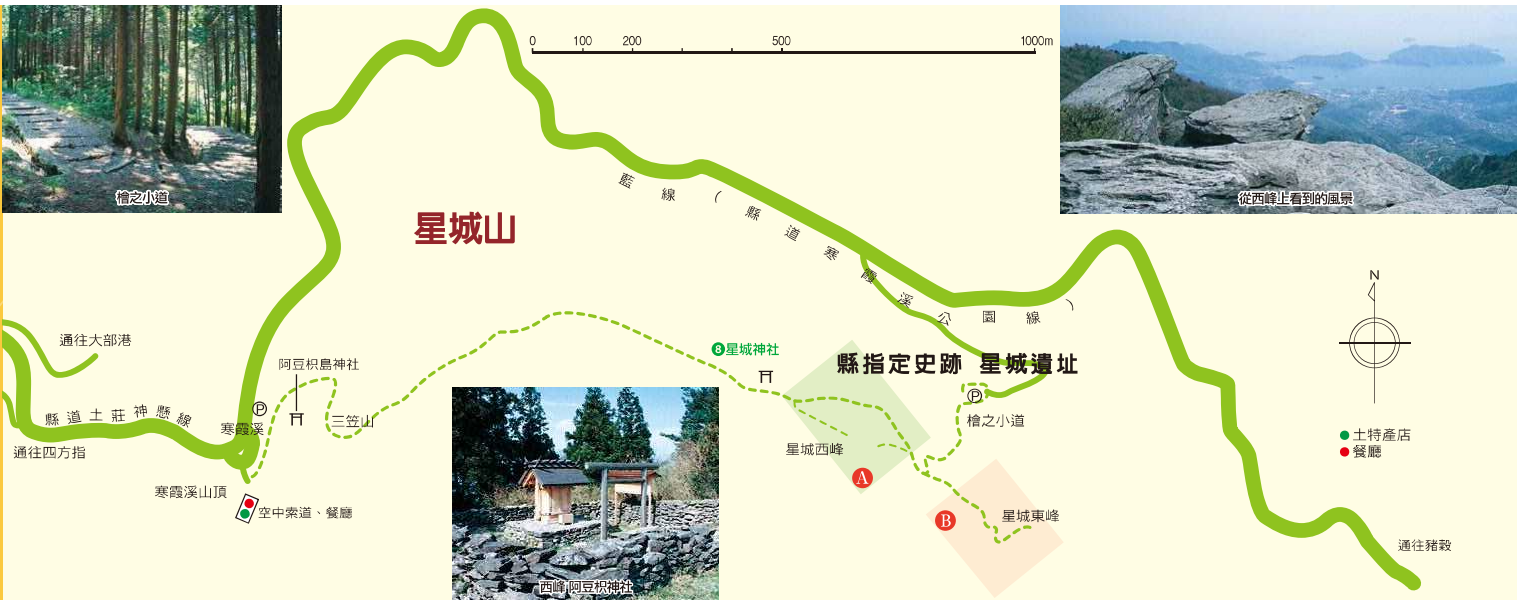 0 100 200 500 1000m
檜之小道
從西峰上看到的風景
星城山
藍線(縣道寒霞溪公園線)
N
通往大部港
阿豆枳島神社
8星城神社
縣指定史跡 星城遺址
P
P
縣道土莊神懸線
寒霞溪
三笠山
檜之小道
通往四方指
星城西峰
土特產店
餐廳
A
寒霞溪山頂
空中索道、餐廳
B
星城東峰
通往豬穀
西峰 阿豆枳神社